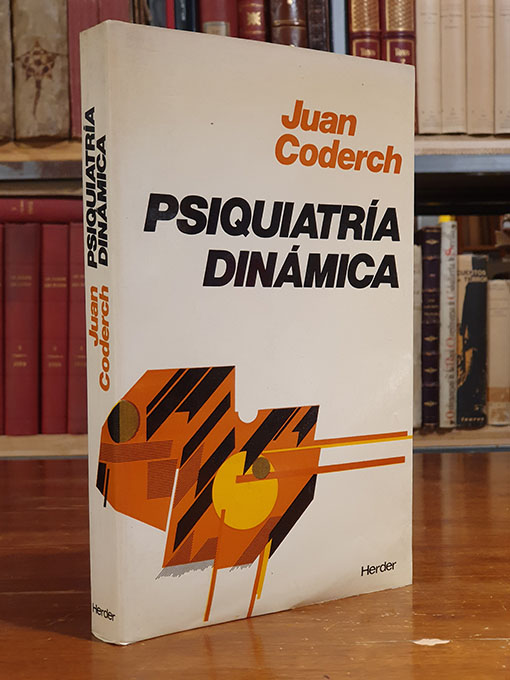 Juan
Coderch
PSIQUIATRÍA
DINÁMICA
Herder
Juan
Coderch
PSIQUIATRÍA
DINÁMICA
Herder